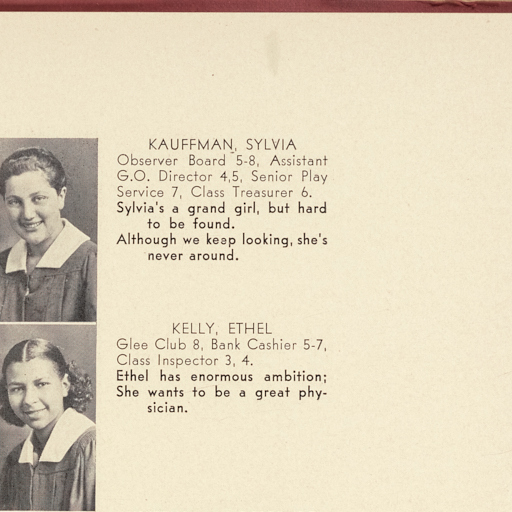 KAUFFMAN, SYLVIA
Observer Board 5-8, Assistant
G.O. Director 4,5, Senior Play
Service 7, Class Treasurer 6.
Sylvia's a grand girl, but hard
to be found.
Although we keep looking, she's
never around.
KELLY, ETHEL
Glee Club 8, Bank Cashier 5-7,
Class Inspector 3, 4.
Ethel has enormous ambition;
She wants to be a great phy-
sician.